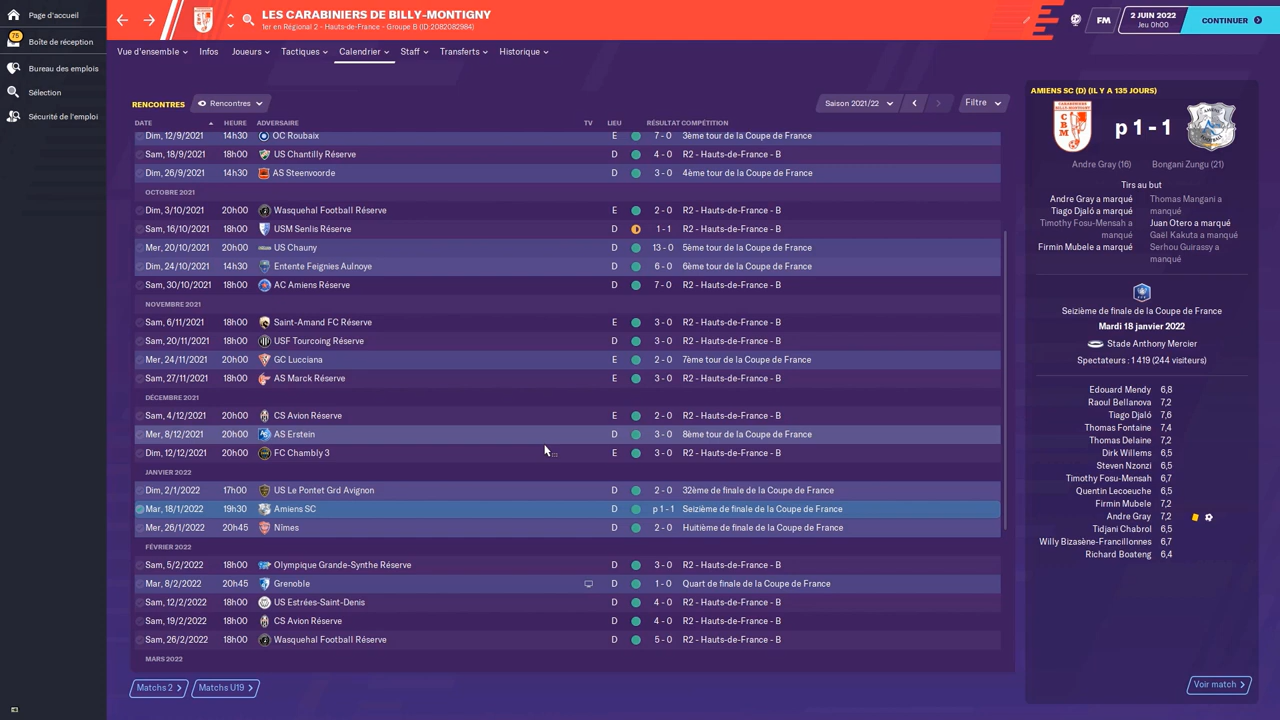 Page d'accueil
75
Boîte de réception
Bureau des emplois
Sélection
Sécurité de l'emploi
LES CARABINIERS DE BILLY-MONTIGNY
1er en Régional 2 - Hauts-de-France - Groupe B (ID:2082082984)
FM
2 JUIN 2022
Jeu 0h00
CONTINUER
Vue d'ensemble
Infos
Joueurs
Tactiques
Calendrier
Staff
Transferts
Historique
RENCONTRES
Rencontres
Saison 2021/22
Filtre
DATE HEURE ADVERSAIRE TV LIEU RÉSULTAT COMPÉTITION
Dim, 12/9/2021 14h30 OC Roubaix E 7 - 0 3ème tour de la Coupe de France
Sam, 18/9/2021 18h00 US Chantilly Réserve D 4 - 0 R2 - Hauts-de-France - B
Dim, 26/9/2021 14h30 AS Steenvorde D 3 - 0 4ème tour de la Coupe de France
OCTOBRE 2021
Dim, 3/10/2021 20h00 Wasquehal Football Réserve E 2 - 0 R2 - Hauts-de-France - B
Sam, 16/10/2021 18h00 USM Senlis Réserve D 1 - 1 R2 - Hauts-de-France - B
Mer, 20/10/2021 20h00 US Chauny D 13 - 0 5ème tour de la Coupe de France
Dim, 24/10/2021 14h30 Entente Feignies Aulnoye D 6 - 0 6ème tour de la Coupe de France
Sam, 30/10/2021 18h00 AC Amiens Réserve D 7 - 0 R2 - Hauts-de-France - B
NOVEMBRE 2021
Sam, 6/11/2021 18h00 Saint-Amand FC Réserve E 3 - 0 R2 - Hauts-de-France - B
Sam, 20/11/2021 18h00 USF Tourcoing Réserve D 3 - 0 R2 - Hauts-de-France - B
Mer, 24/11/2021 20h00 GC Lucciana E 2 - 0 7ème tour de la Coupe de France
Sam, 27/11/2021 18h00 AS Marck Réserve E 3 - 0 R2 - Hauts-de-France - B
DÉCEMBRE 2021
Sam, 4/12/2021 20h00 CS Avion Réserve E 2 - 0 R2 - Hauts-de-France - B
Mer, 8/12/2021 20h00 AS Erstein D 3 - 0 8ème tour de la Coupe de France
Dim, 12/12/2021 20h00 FC Chambly 3 E 3 - 0 R2 - Hauts-de-France - B
JANVIER 2022
Dim, 2/1/2022 17h00 US Le Pontet Grd Avignon D 2 - 0 32ème de finale de la Coupe de France
Mar, 18/1/2022 19h30 Amiens SC D p 1 - 1 Seizième de finale de la Coupe de France
Mer, 26/1/2022 20h45 Nîmes D 2 - 0 Huitième de finale de la Coupe de France
FÉVRIER 2022
Sam, 5/2/2022 18h00 Olympique Grande-Synthe Réserve D 3 - 0 R2 - Hauts-de-France - B
Mar, 8/2/2022 20h45 Grenoble D 1 - 0 Quart de finale de la Coupe de France
Sam, 12/2/2022 18h00 US Estrées-Saint-Denis D 4 - 0 R2 - Hauts-de-France - B
Sam, 19/2/2022 18h00 CS Avion Réserve D 4 - 0 R2 - Hauts-de-France - B
Sam, 26/2/2022 18h00 Wasquehal Football Réserve D 5 - 0 R2 - Hauts-de-France - B
MARS 2022
Matchs 2
Matchs U19
AMIENS SC (D) (IL Y A 135 JOURS)
CARABINIERS BILLY-MONTIGNY
CBM
AMIENS
FOOTBALL
p 1 - 1
Andre Gray (16) Bongani Zungu (21)
Tirs au but
Andre Gray a marqué Thomas Mangani a
Tiago Djaló a marqué manqué
Timothy Fosu-Mensah a Juan Otero a marqué
manqué Gaël Kakuta a manqué
Firmin Mubele a marqué Serhou Guirassy a
manqué
Seizième de finale de la Coupe de France
Mardi 18 janvier 2022
Stade Anthony Mercier
Spectateurs : 1 419 (244 visiteurs)
Edouard Mendy 6,8
Raoul Bellanova 7,2
Tiago Djaló 7,6
Thomas Fontaine 7,4
Thomas Delaine 7,2
Dirk Willems 6,5
Steven Nzonzi 6,5
Timothy Fosu-Mensah 6,7
Quentin Lecoeuche 6,5
Firmin Mubele 7,2
Andre Gray 7,2
Tidjani Chabrol 6,5
Willy Bizasène-Francillonnes 6,7
Richard Boateng 6,4
Voir match